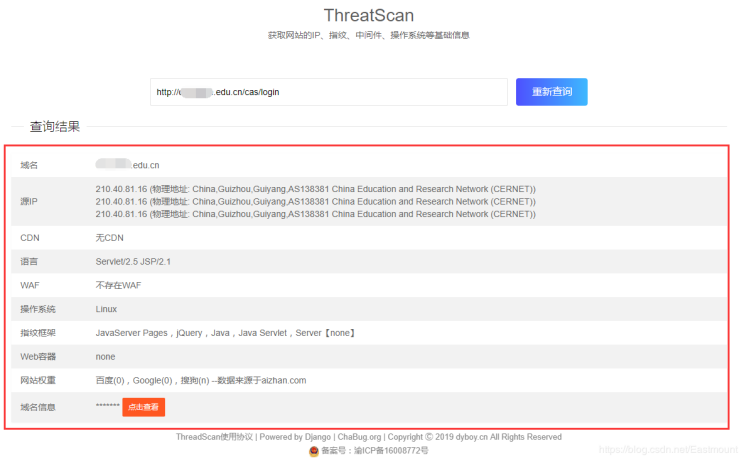 ThreatScan
获取网站的IP、指纹、中间件、操作系统等基础信息
http:// .edu.cn/cas/login
重新查询
查询结果
域名 .edu.cn
源IP 210.40.81.16 (物理地址: China,Guizhou,Guiyang,AS138381 China Education and Research Network (CERNET))
210.40.81.16 (物理地址: China,Guizhou,Guiyang,AS138381 China Education and Research Network (CERNET))
210.40.81.16 (物理地址: China,Guizhou,Guiyang,AS138381 China Education and Research Network (CERNET))
CDN 无CDN
语言 Servlet/2.5 JSP/2.1
WAF 不存在WAF
操作系统 Linux
指纹框架 JavaServer Pages，jQuery，Java，Java Servlet，Server【none】
Web容器 none
网站权重 百度(0)，Google(0)，搜狗(n) --数据来源于aizhan.com
域名信息 ******* 点击查看
ThreadScan使用协议 | Powered by Django | ChaBug.org | Copyright © 2019 dyboy.cn All Rights Reserved
备案号：渝ICP备16008772号
https://blog.csdn.net/Eastmount